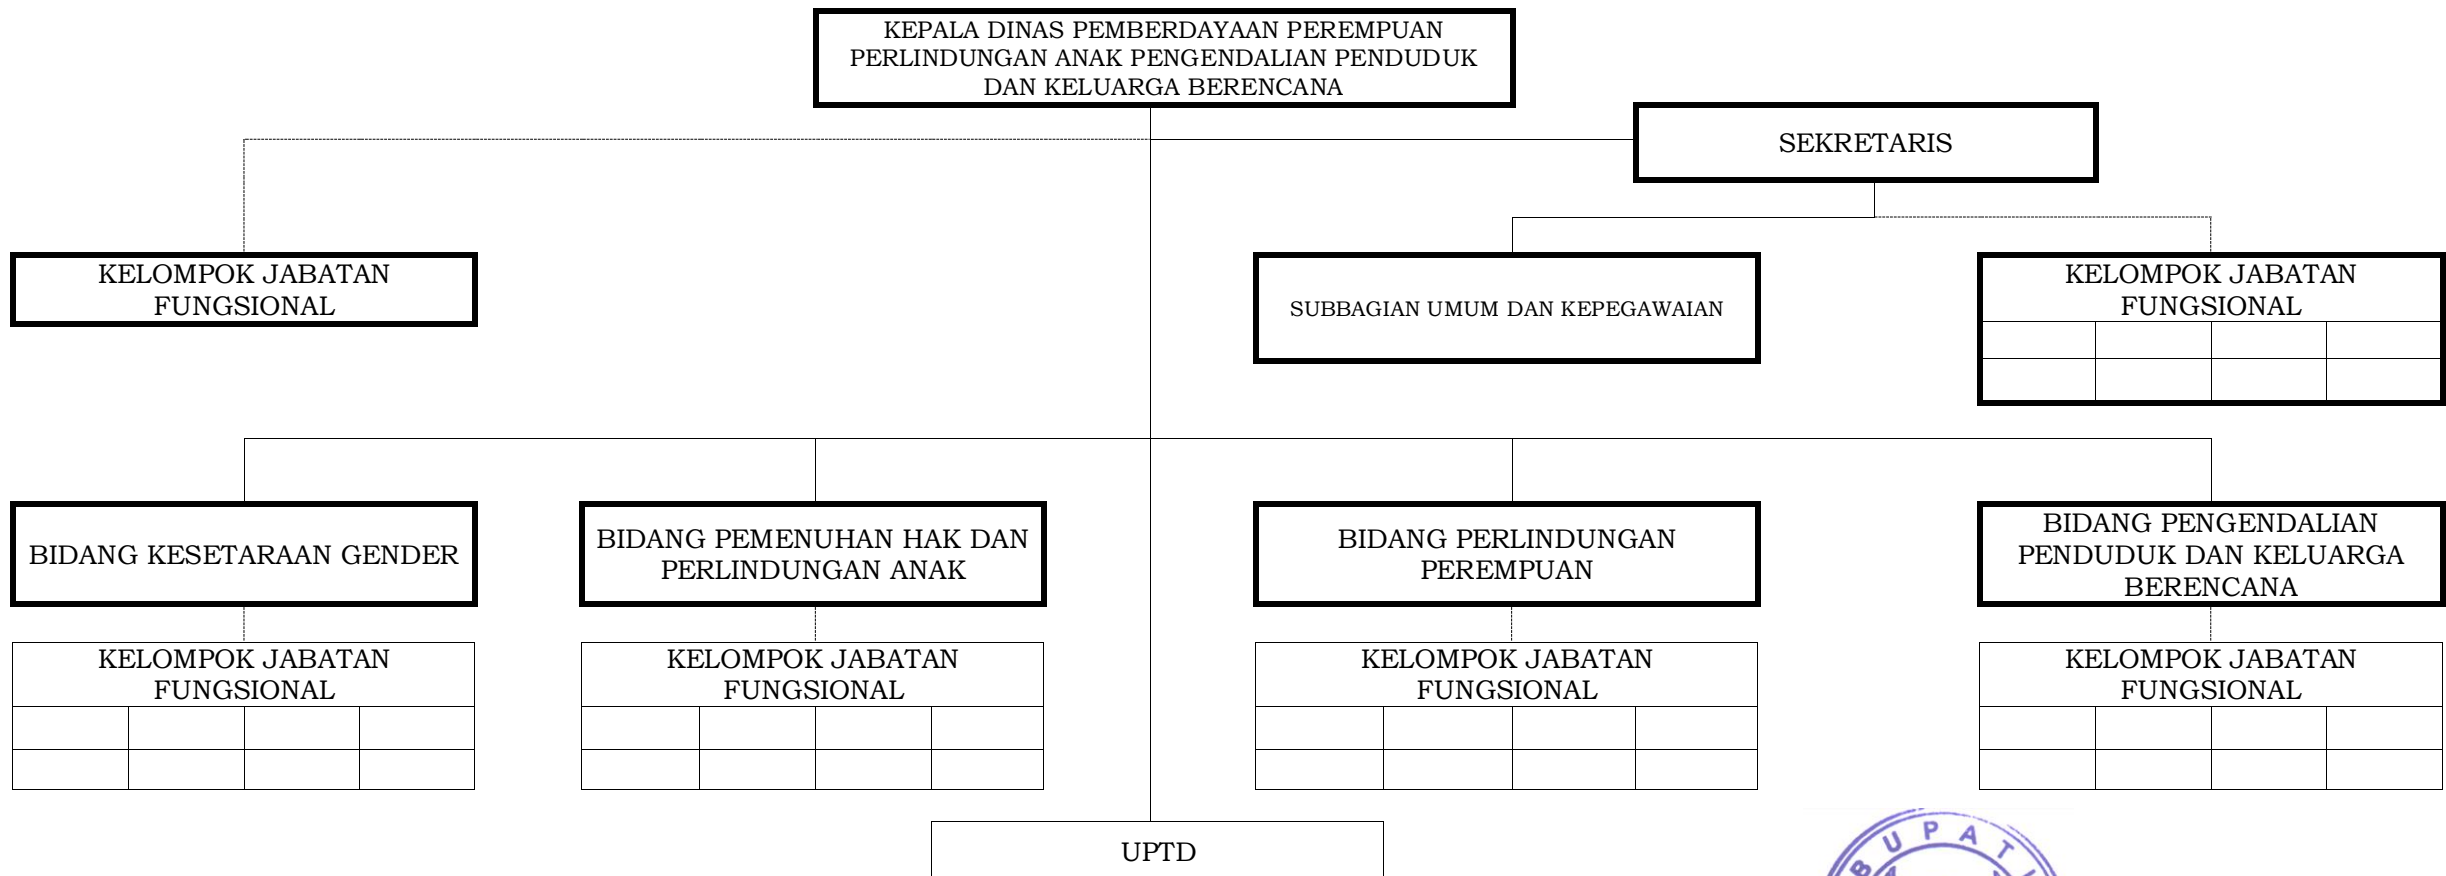 KEPALA DINAS PEMBERDAYAAN PEREMPUAN
PERLINDUNGAN ANAK PENGENDALIAN PENDUDUK
DAN KELUARGA BERENCANA
SEKRETARIS
KELOMPOK JABATAN
FUNGSIONAL
SUBBAGIAN UMUM DAN KEPEGAWAIAN
KELOMPOK JABATAN
FUNGSIONAL
BIDANG KESETARAAN GENDER
BIDANG PEMENUHAN HAK DAN
PERLINDUNGAN ANAK
BIDANG PERLINDUNGAN
PEREMPUAN
BIDANG PENGENDALIAN
PENDUDUK DAN KELUARGA
BERENCANA
KELOMPOK JABATAN
FUNGSIONAL
KELOMPOK JABATAN
FUNGSIONAL
KELOMPOK JABATAN
FUNGSIONAL
KELOMPOK JABATAN
FUNGSIONAL
UPTD